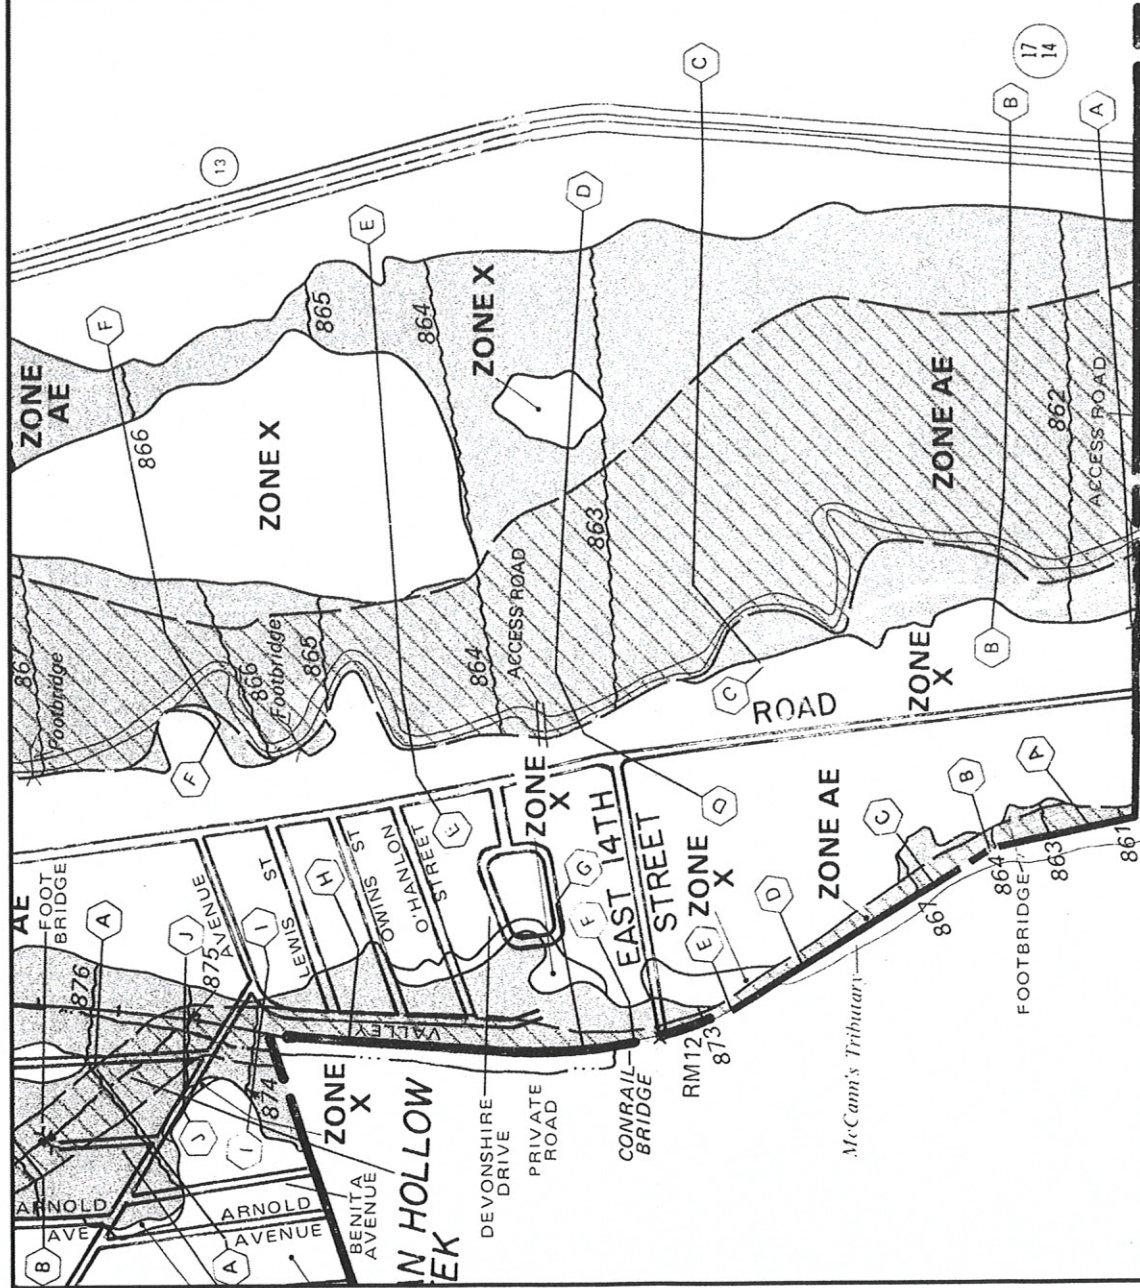 17
14
13
C
B
A
D
E
F
ZONE
AE
866
865
864
ZONE X
ZONE X
863
862
ZONE AE
ACCESS ROAD
867
Footbridge
866
Footbridge
865
864
ACCESS ROAD
F
E
D
C
B
ROAD
ZONE
X
ZONE
X
AE
FOOT
BRIDGE
A
876
J
875
AVENUE
I
LEWIS ST
H
OWINS ST
O'HANLON
STREET
G
F
EAST 14TH
STREET
ZONE
X
ZONE AE
E
D
C
B
A
VALLEY
874
J
I
ZONE
X
DEVONSHIRE
DRIVE
PRIVATE
ROAD
CONRAIL
BRIDGE
RM12
873
McCann's Tributary
867
864
FOOTBRIDGE
863
861
ARNOLD
AVE
ARNOLD
AVENUE
BENITA
AVENUE
N HOLLOW
EK
B
A